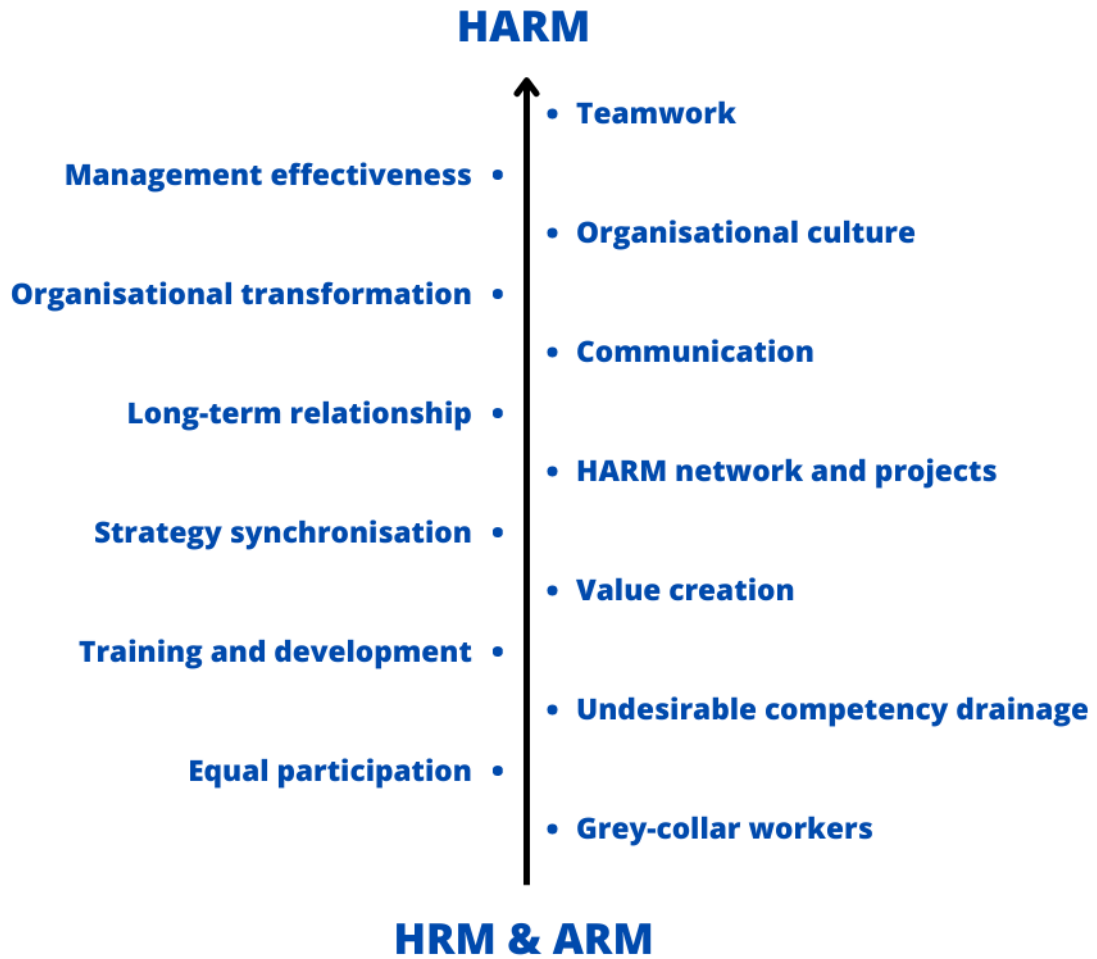 HARM
Teamwork
Management effectiveness
Organisational culture
Organisational transformation
Communication
Long-term relationship
HARM network and projects
Strategy synchronisation
Value creation
Training and development
Undesirable competency drainage
Equal participation
Grey-collar workers
HRM & ARM